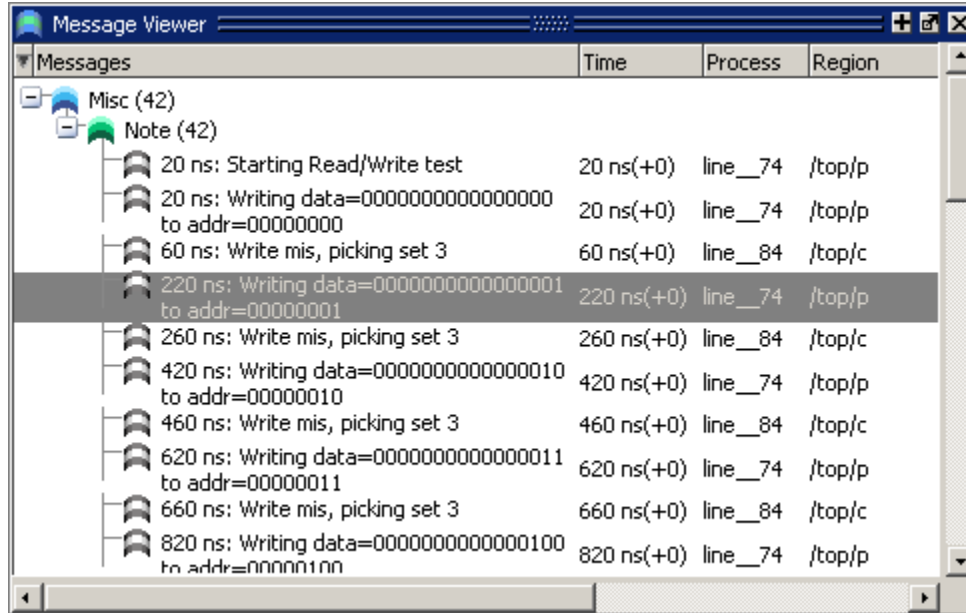 Message Viewer
Messages Time Process Region
Misc (42)
Note (42)
20 ns: Starting Read/Write test 20 ns(+0) line__74 /top/p
20 ns: Writing data=0000000000000000
to addr=00000000 20 ns(+0) line__74 /top/p
60 ns: Write mis, picking set 3 60 ns(+0) line__84 /top/c
220 ns: Writing data=0000000000000001
to addr=00000001 220 ns(+0) line__74 /top/p
260 ns: Write mis, picking set 3 260 ns(+0) line__84 /top/c
420 ns: Writing data=0000000000000010
to addr=00000010 420 ns(+0) line__74 /top/p
460 ns: Write mis, picking set 3 460 ns(+0) line__84 /top/c
620 ns: Writing data=0000000000000011
to addr=00000011 620 ns(+0) line__74 /top/p
660 ns: Write mis, picking set 3 660 ns(+0) line__84 /top/c
820 ns: Writing data=0000000000000100
to addr=00000100 820 ns(+0) line__74 /top/p